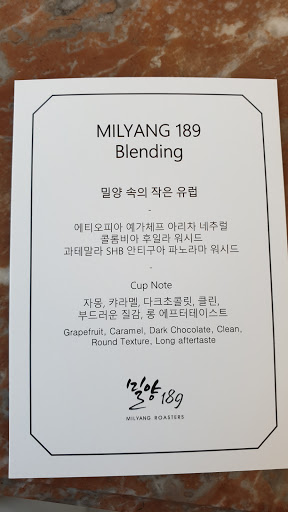 MILYANG 189
Blending
밀양 속의 작은 유럽
-
에티오피아 예가체프 아리차 네추럴
콜롬비아 후일라 워시드
과테말라 SHB 안티구아 파노라마 워시드
-
Cup Note
자몽, 캬라멜, 다크초콜릿, 클린,
부드러운 질감, 롱 에프터테이스트
Grapefruit, Caramel, Dark Chocolate, Clean,
Round Texture, Long aftertaste
밀양 189
MILYANG ROASTERS